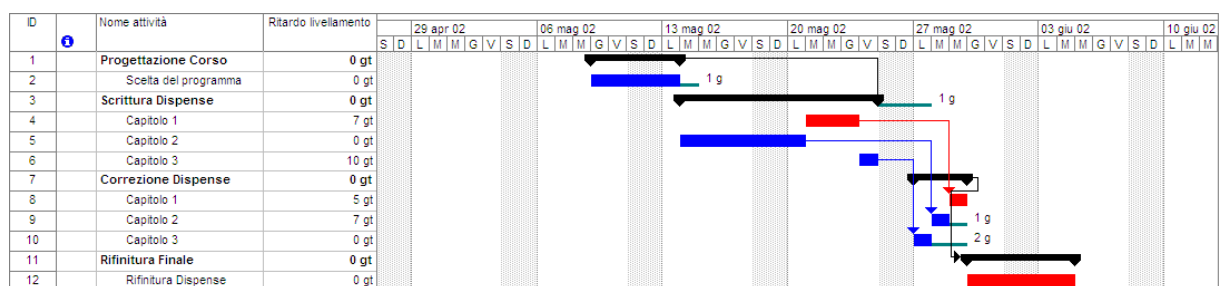 ID Nome attività Ritardo livellamento 29 apr 02 06 mag 02 13 mag 02 20 mag 02 27 mag 02 03 giu 02 10 giu 02
S D L M M G V S D L M M G V S D L M M G V S D L M M G V S D L M M G V S D L M M G V S D L M M
1 Progettazione Corso 0 gt
2 Scelta del programma 0 gt 1 g
3 Scrittura Dispense 0 gt 1 g
4 Capitolo 1 7 gt
5 Capitolo 2 0 gt
6 Capitolo 3 10 gt
7 Correzione Dispense 0 gt
8 Capitolo 1 5 gt
9 Capitolo 2 7 gt 1 g
10 Capitolo 3 0 gt 2 g
11 Rifinitura Finale 0 gt
12 Rifinitura Dispense 0 gt